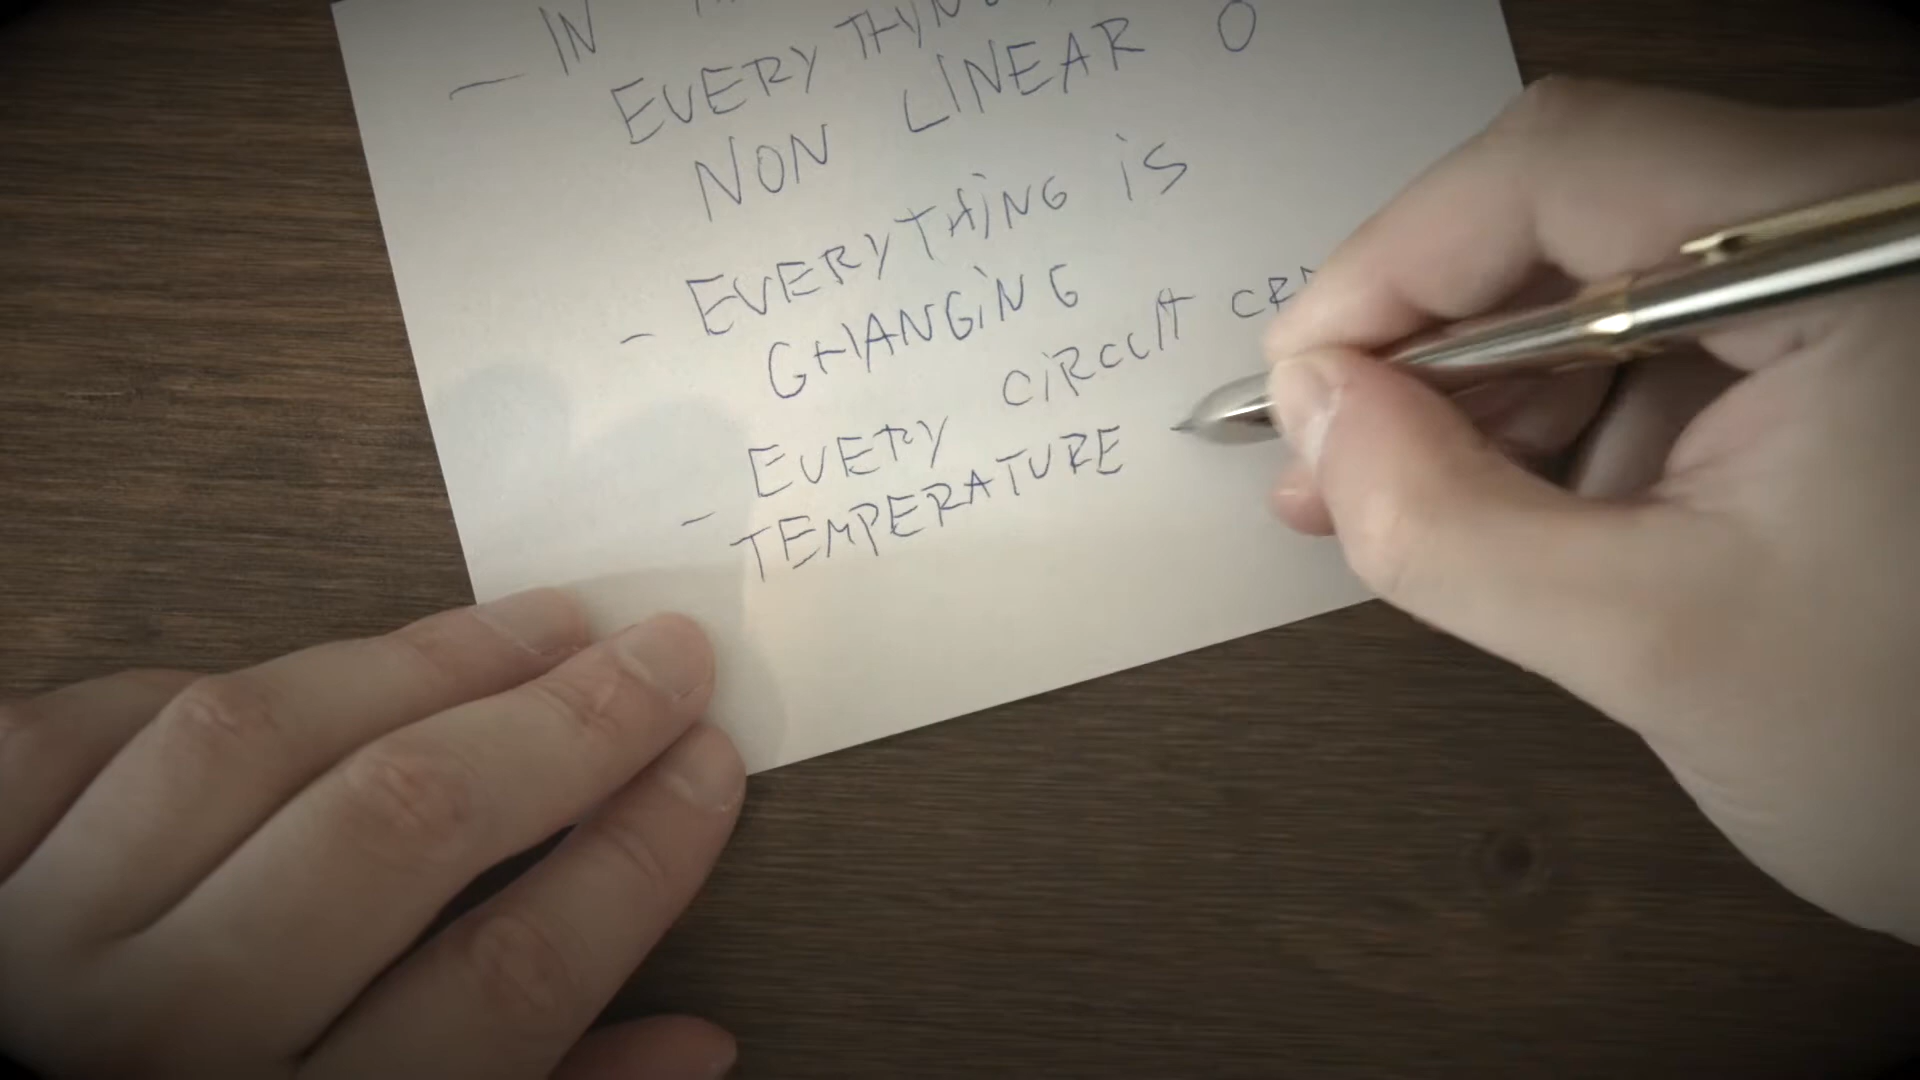 - IN
EVERYTHING
NON LINEAR
- EVERYTHING is
CHANGiNG
- EVERY CiRCUIT
TEMPERATURE